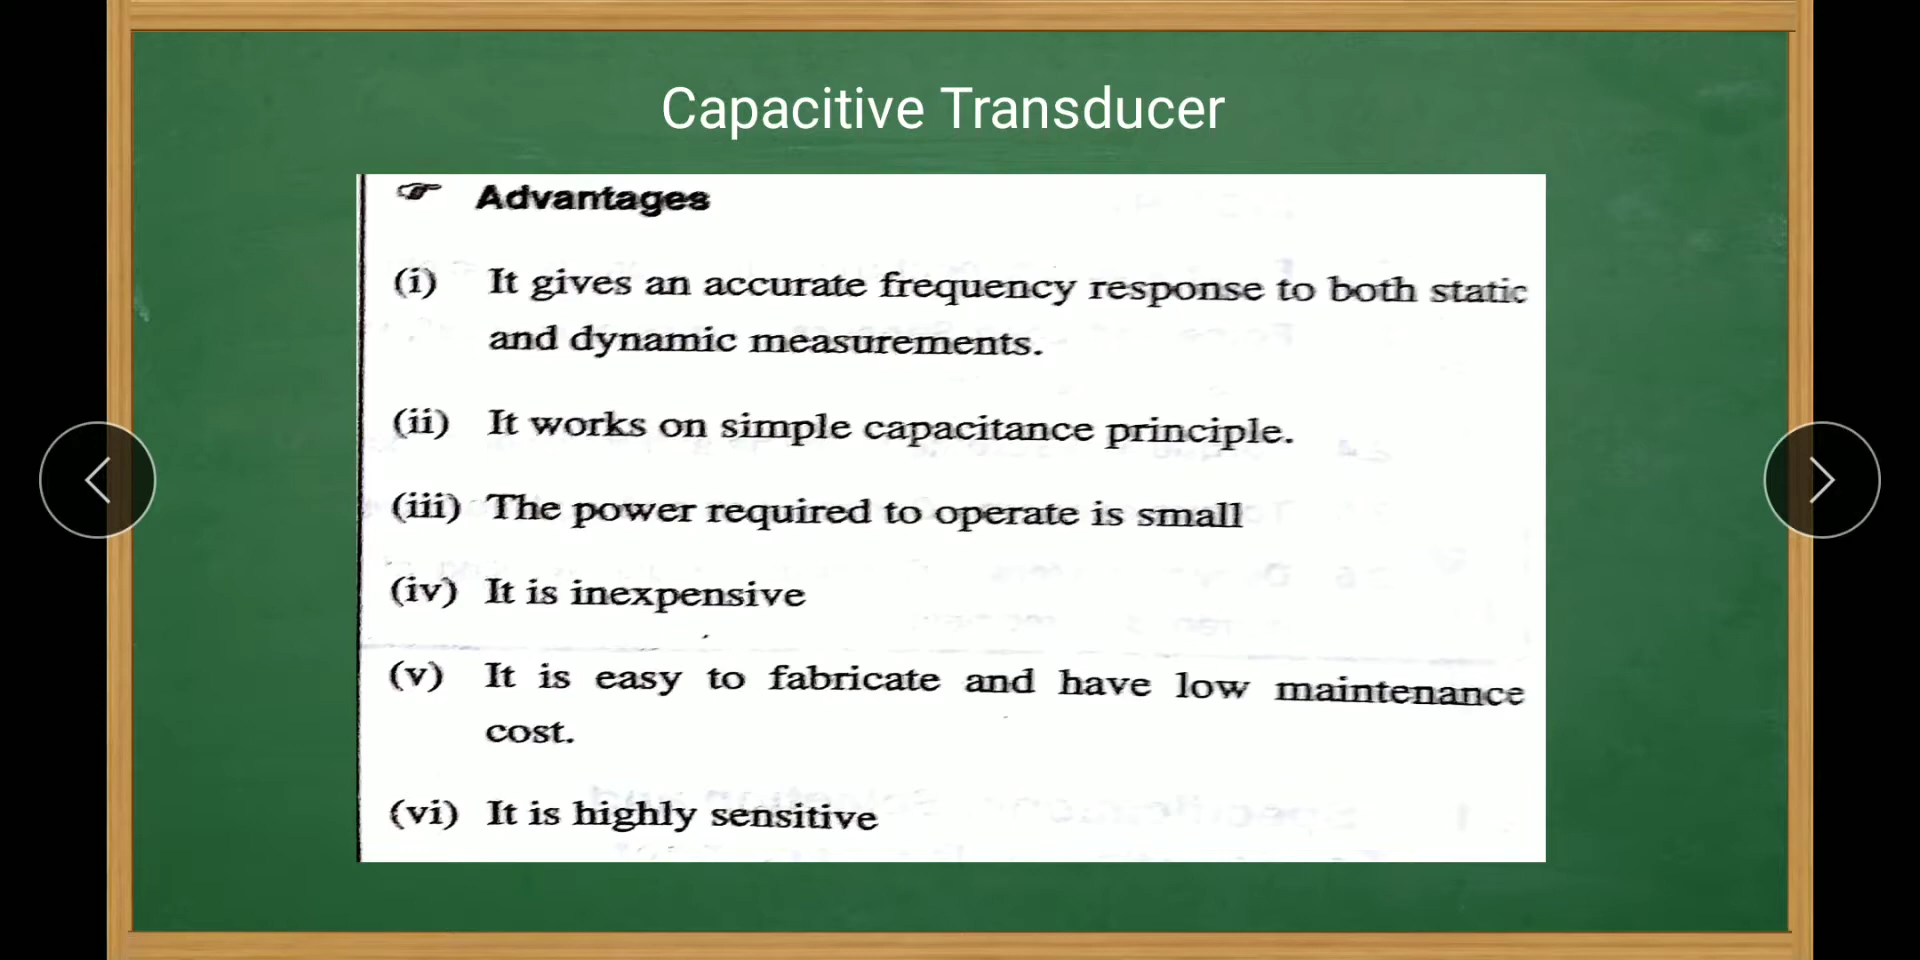 Capacitive Transducer
☞ Advantages
(i) It gives an accurate frequency response to both static
and dynamic measurements.
(ii) It works on simple capacitance principle.
(iii) The power required to operate is small
(iv) It is inexpensive
(v) It is easy to fabricate and have low maintenance
cost.
(vi) It is highly sensitive